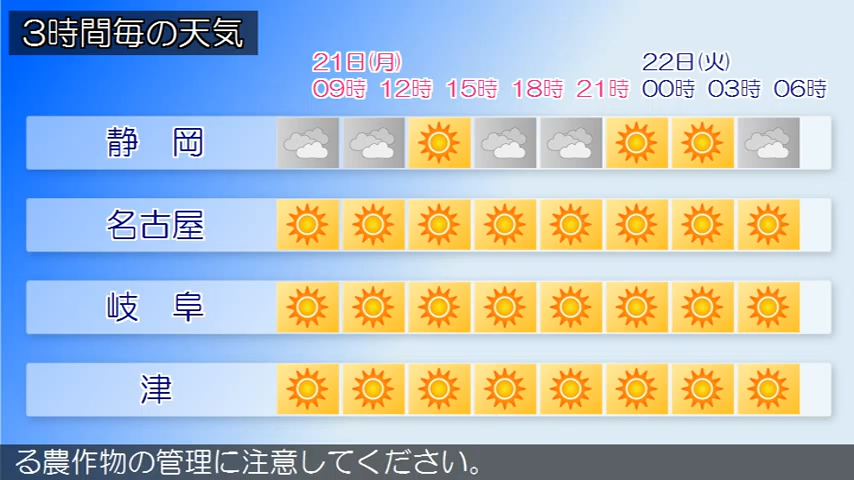 3時間毎の天気
21日(月) 22日(火)
09時 12時 15時 18時 21時 00時 03時 06時
静 岡
名古屋
岐 阜
津
る農作物の管理に注意してください。